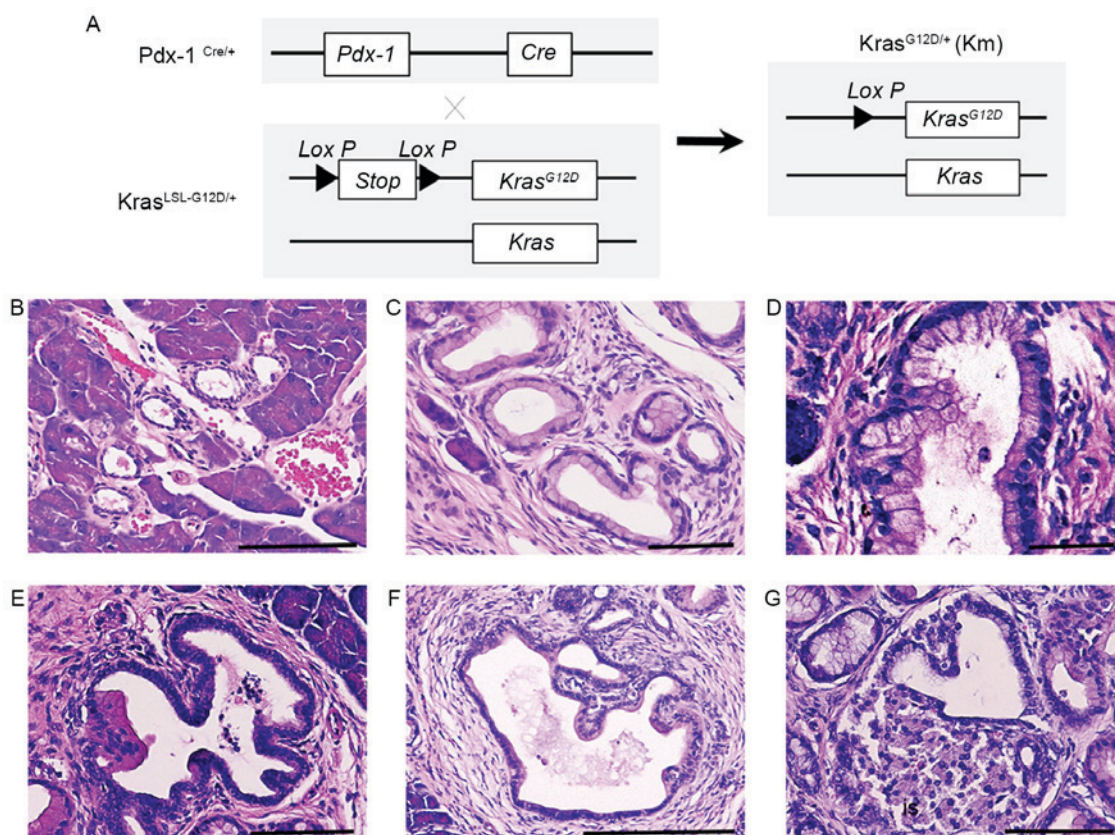 A
Pdx-1 Cre/+
Pdx-1 Cre
Kras LSL-G12D/+
Lox P Lox P
Stop Kras G12D
Kras
Kras G12D/+ (Km)
Lox P
Kras G12D
Kras
B
C
D
E
F
G
is